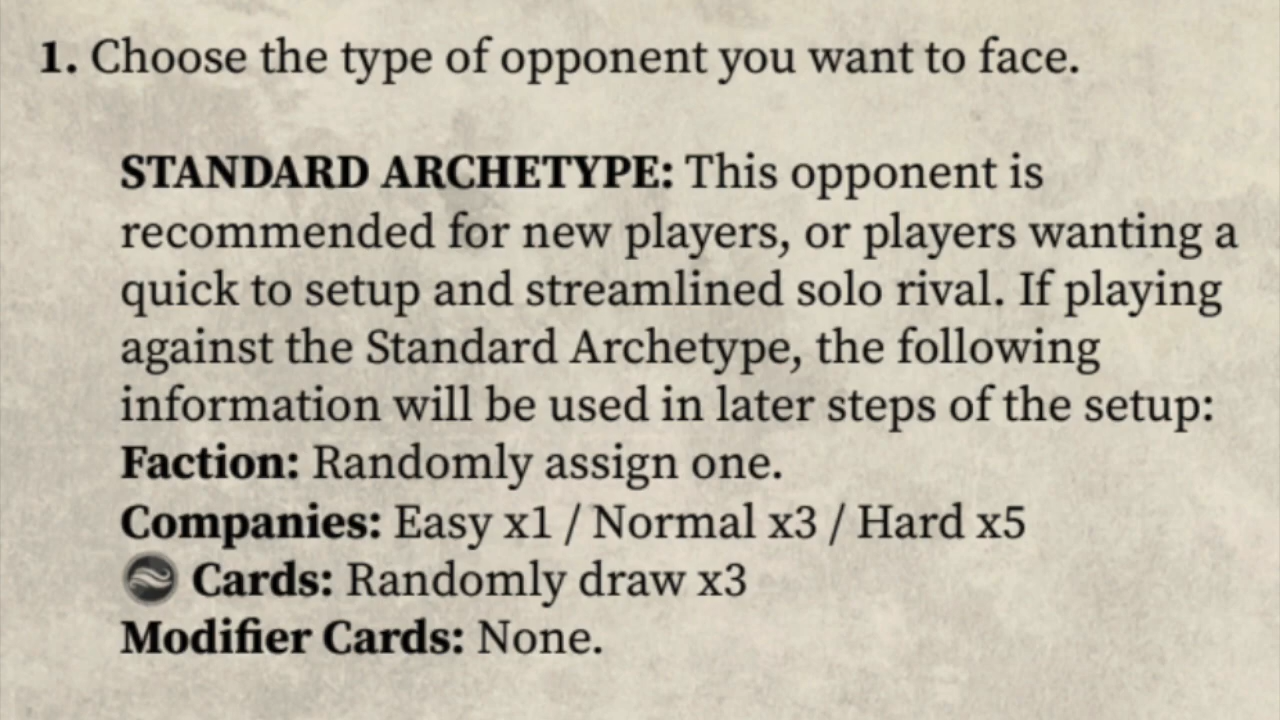 1. Choose the type of opponent you want to face.
STANDARD ARCHETYPE: This opponent is
recommended for new players, or players wanting a
quick to setup and streamlined solo rival. If playing
against the Standard Archetype, the following
information will be used in later steps of the setup:
Faction: Randomly assign one.
Companies: Easy x1 / Normal x3 / Hard x5
Cards: Randomly draw x3
Modifier Cards: None.